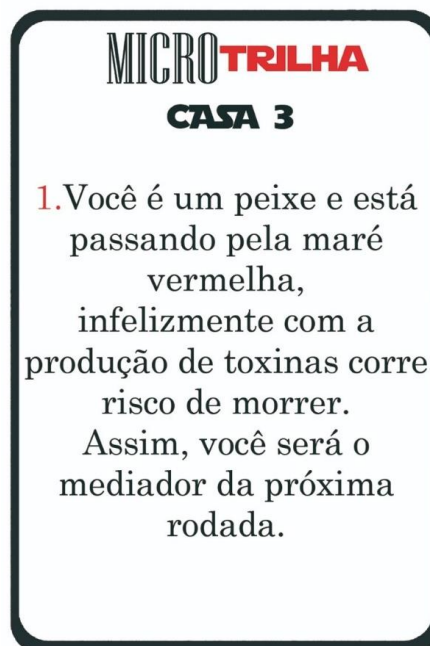 MICROTRILHA
CASA 3
1.Você é um peixe e está
passando pela maré
vermelha,
infelizmente com a
produção de toxinas corre
risco de morrer.
Assim, você será o
mediador da próxima
rodada.